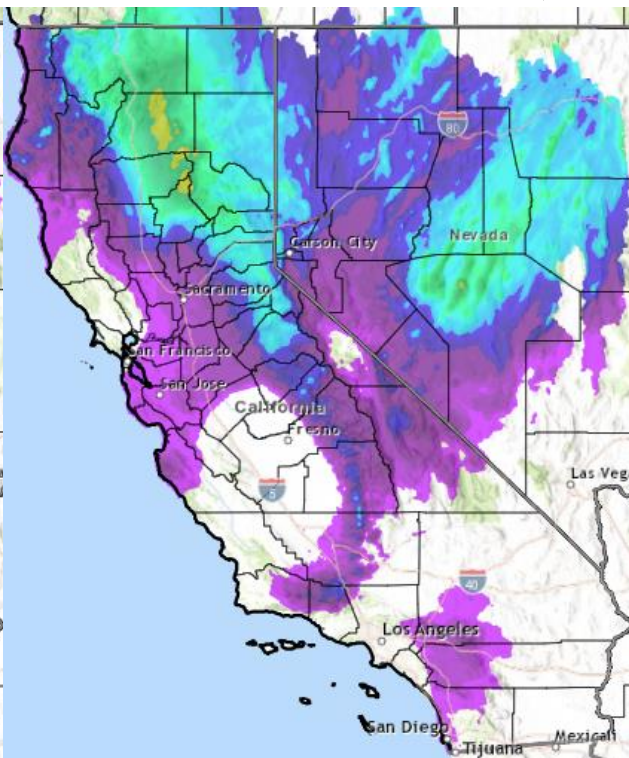 80
Nevada
Carson City
Sacramento
San Francisco
San Jose
California
Fresno
5
Las Vega
40
Los Angeles
San Diego
Tijuana
Mexicali